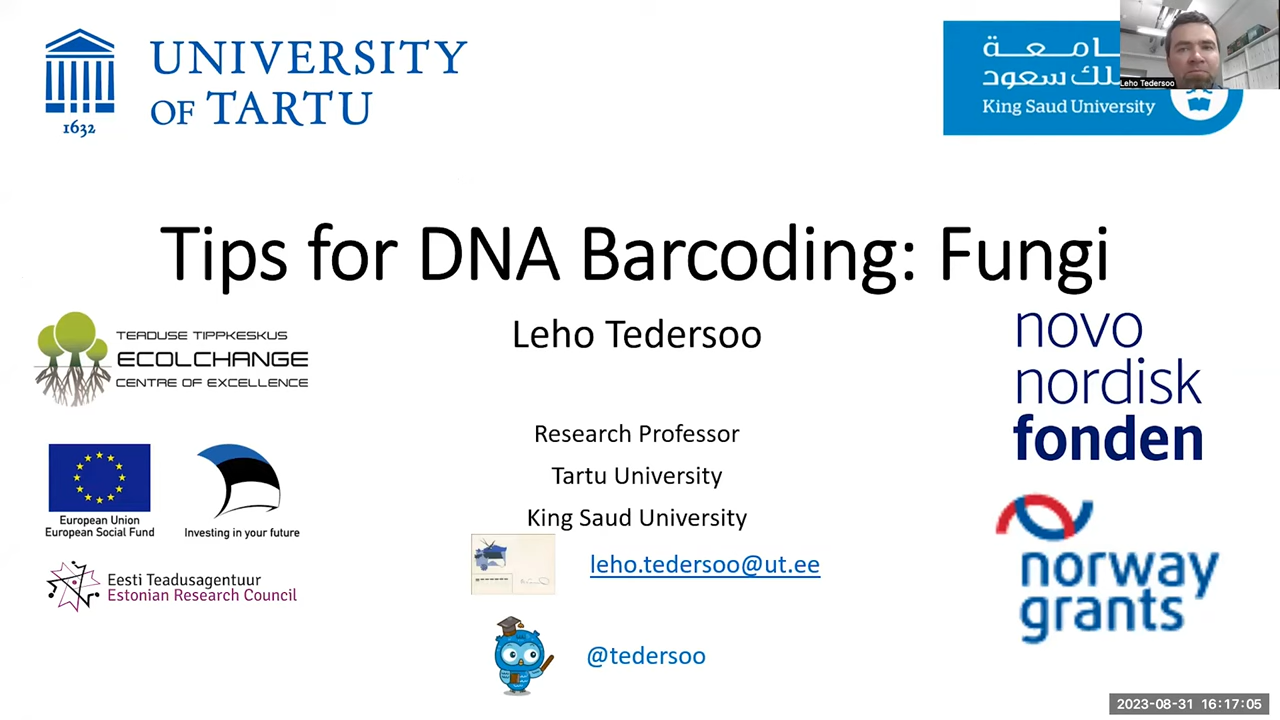 UNIVERSITY
OF TARTU
1632
سعود
King Saud University
Leho Tedersoo
Tips for DNA Barcoding: Fungi
Leho Tedersoo
TEADUSE TIPPKESKUS
ECOLCHANGE
CENTRE OF EXCELLENCE
novo
nordisk
fonden
Research Professor
Tartu University
King Saud University
European Union
European Social Fund
Investing in your future
leho.tedersoo@ut.ee
Eesti Teadusagentuur
Estonian Research Council
norway
grants
@tedersoo
2023-08-31 16:17:05